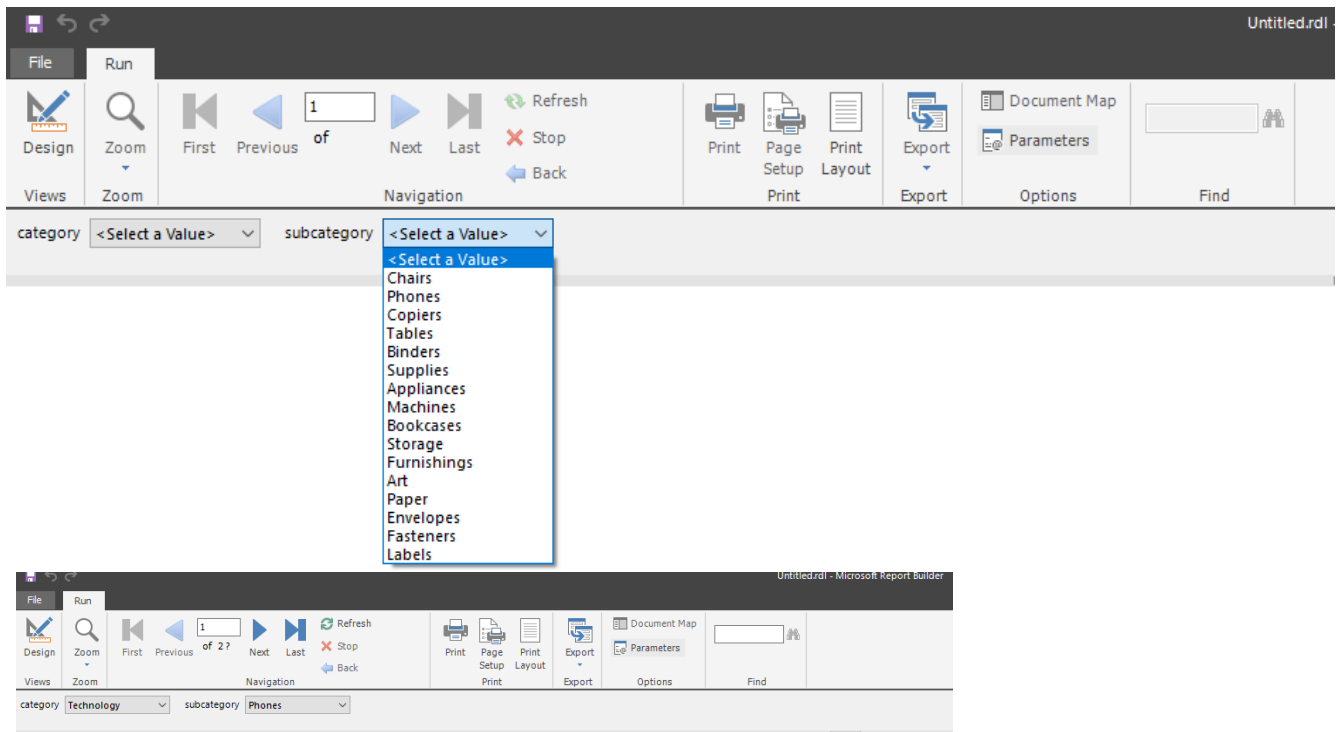 Untitled.rdl -
File Run
Design Zoom First Previous 1 of Next Last Refresh Stop Back Print Page Setup Print Layout Export Document Map Parameters
Views Zoom Navigation Print Export Options Find
category <Select a Value> subcategory <Select a Value>
<Select a Value>
Chairs
Phones
Copiers
Tables
Binders
Supplies
Appliances
Machines
Bookcases
Storage
Furnishings
Art
Paper
Envelopes
Fasteners
Labels
Untitled.rdl - Microsoft Report Builder
File Run
Design Zoom First Previous 1 of 2? Next Last Refresh Stop Back Print Page Setup Print Layout Export Document Map Parameters
Views Zoom Navigation Print Export Options Find
category Technology subcategory Phones